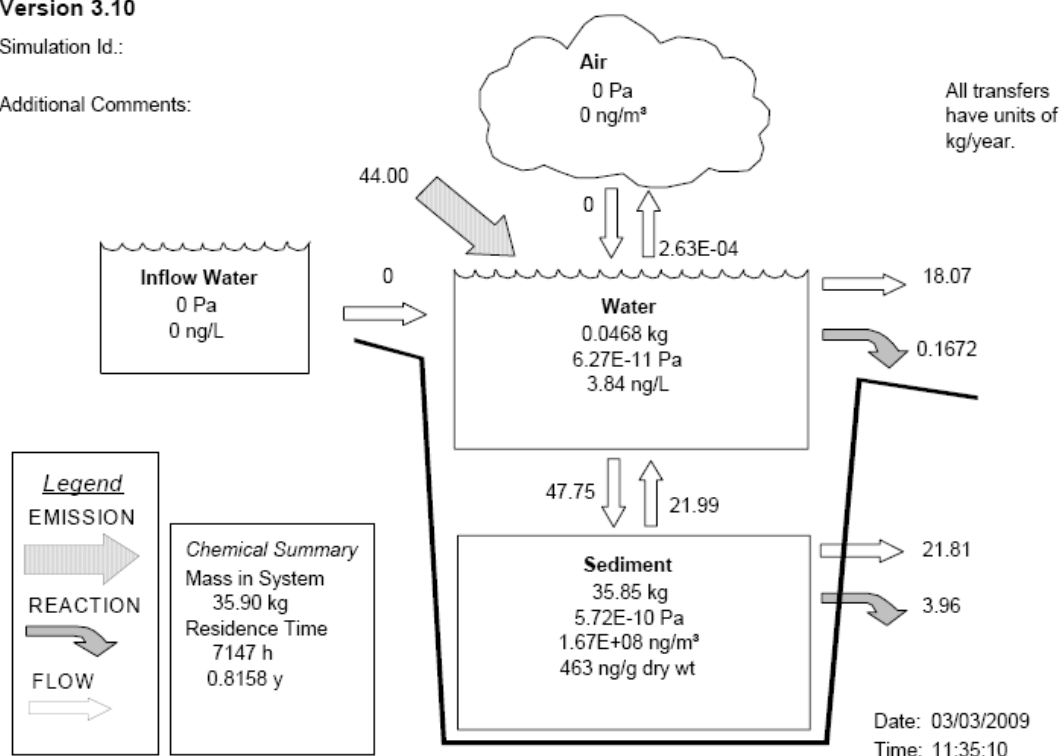 Version 3.10
Simulation Id.:
Additional Comments:
Air
0 Pa
0 ng/m³
All transfers
have units of
kg/year.
44.00
0
2.63E-04
Inflow Water
0 Pa
0 ng/L
0
Water
0.0468 kg
6.27E-11 Pa
3.84 ng/L
18.07
0.1672
47.75
21.99
Sediment
35.85 kg
5.72E-10 Pa
1.67E+08 ng/m³
463 ng/g dry wt
21.81
3.96
Legend
EMISSION
REACTION
FLOW
Chemical Summary
Mass in System
35.90 kg
Residence Time
7147 h
0.8158 y
Date: 03/03/2009
Time: 11:35:10